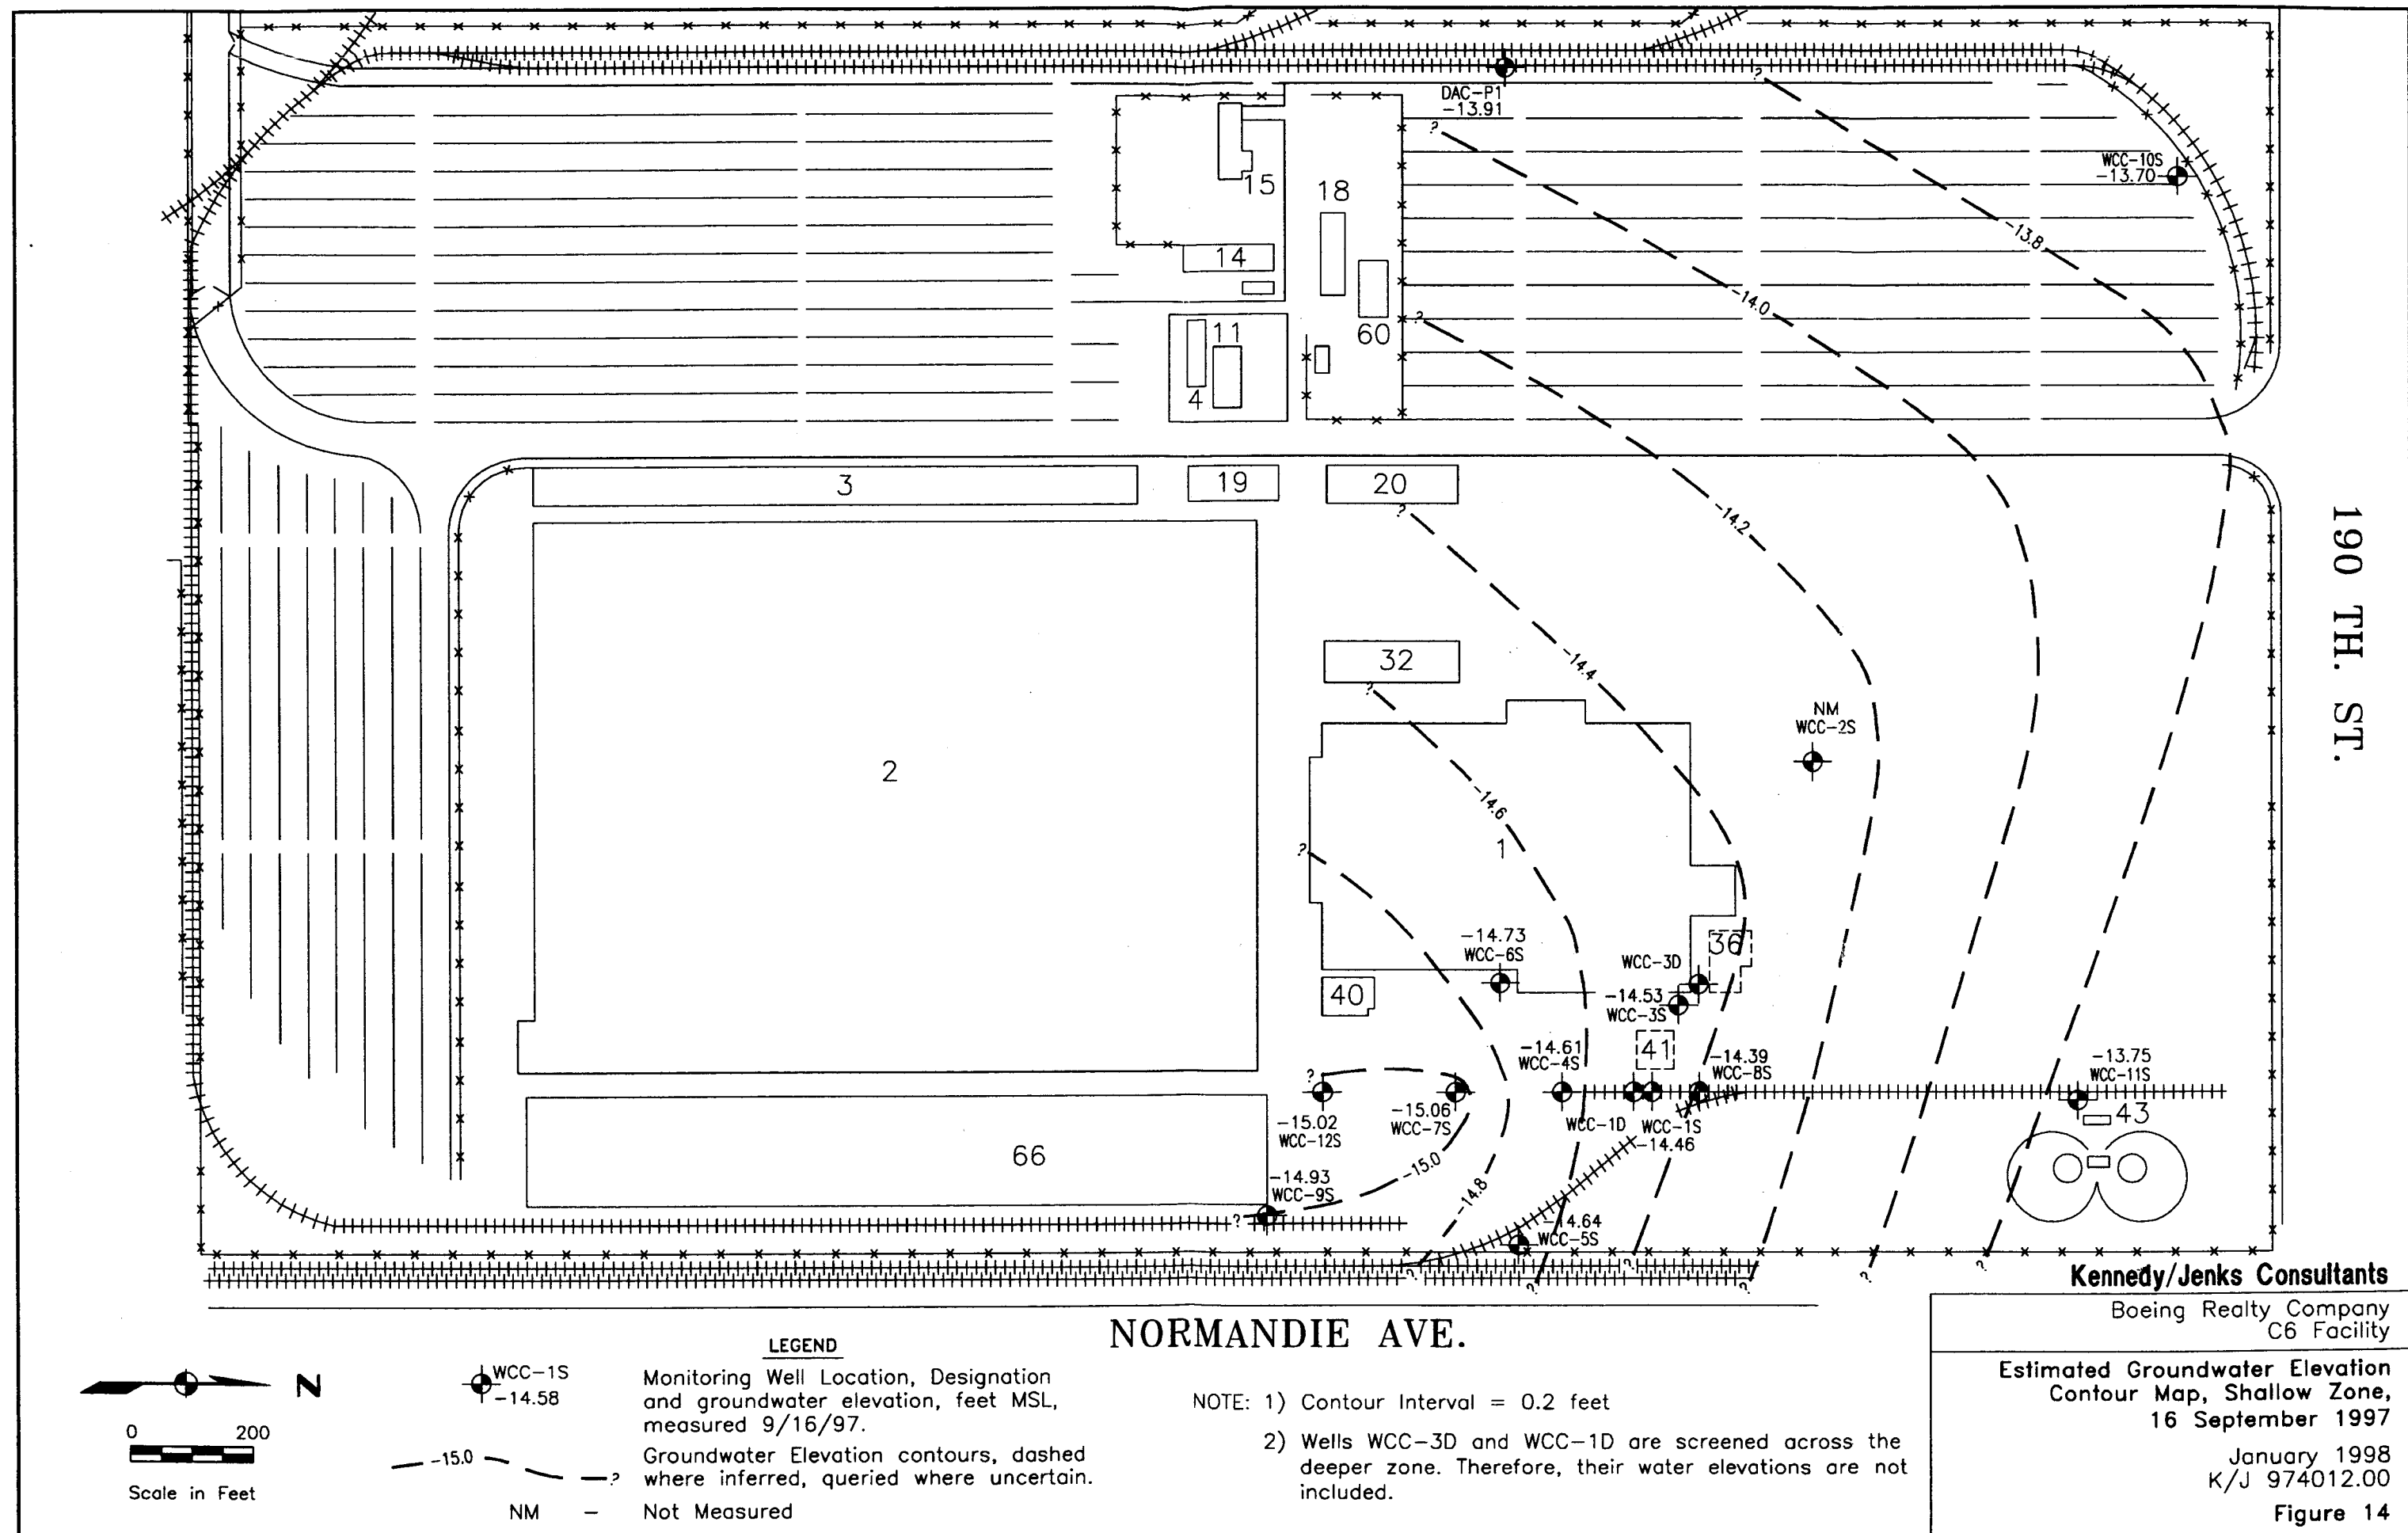 DAC-P1
-13.91
?
?
WCC-10S
-13.70
15
18
-13.8
14
-14.0
60
?
11
4
3
19
20
?
-14.2
190 TH. ST.
32
-14.4
?
NM
WCC-2S
2
-14.6
1
?
-14.73
WCC-6S
36
WCC-3D
40
-14.53
WCC-3S
41
-14.61
WCC-4S
-14.39
WCC-8S
-13.75
WCC-11S
?
43
-15.02
WCC-12S
-15.06
WCC-7S
WCC-1D
WCC-1S
-14.46
66
-15.0
-14.93
WCC-9S
-14.8
?
-14.64
WCC-5S
? ? ? ? ? ?
NORMANDIE AVE.
Kennedy/Jenks Consultants
Boeing Realty Company
C6 Facility
Estimated Groundwater Elevation
Contour Map, Shallow Zone,
16 September 1997
January 1998
K/J 974012.00
Figure 14
N
0 200
Scale in Feet
LEGEND
WCC-1S
-14.58
Monitoring Well Location, Designation
and groundwater elevation, feet MSL,
measured 9/16/97.
-15.0 ?
Groundwater Elevation contours, dashed
where inferred, queried where uncertain.
NM – Not Measured
NOTE: 1) Contour Interval = 0.2 feet
2) Wells WCC-3D and WCC-1D are screened across the
deeper zone. Therefore, their water elevations are not
included.